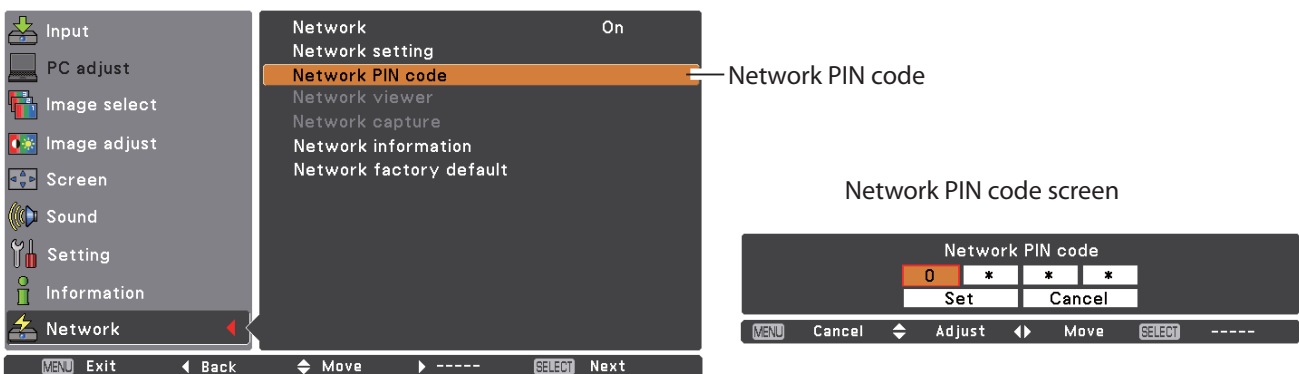 Input
PC adjust
Image select
Image adjust
Screen
Sound
Setting
Information
Network
Network On
Network setting
Network PIN code
Network viewer
Network capture
Network information
Network factory default
MENU Exit Back Move ----- SELECT Next
Network PIN code
Network PIN code screen
Network PIN code
0 * * *
Set Cancel
MENU Cancel Adjust Move SELECT -----